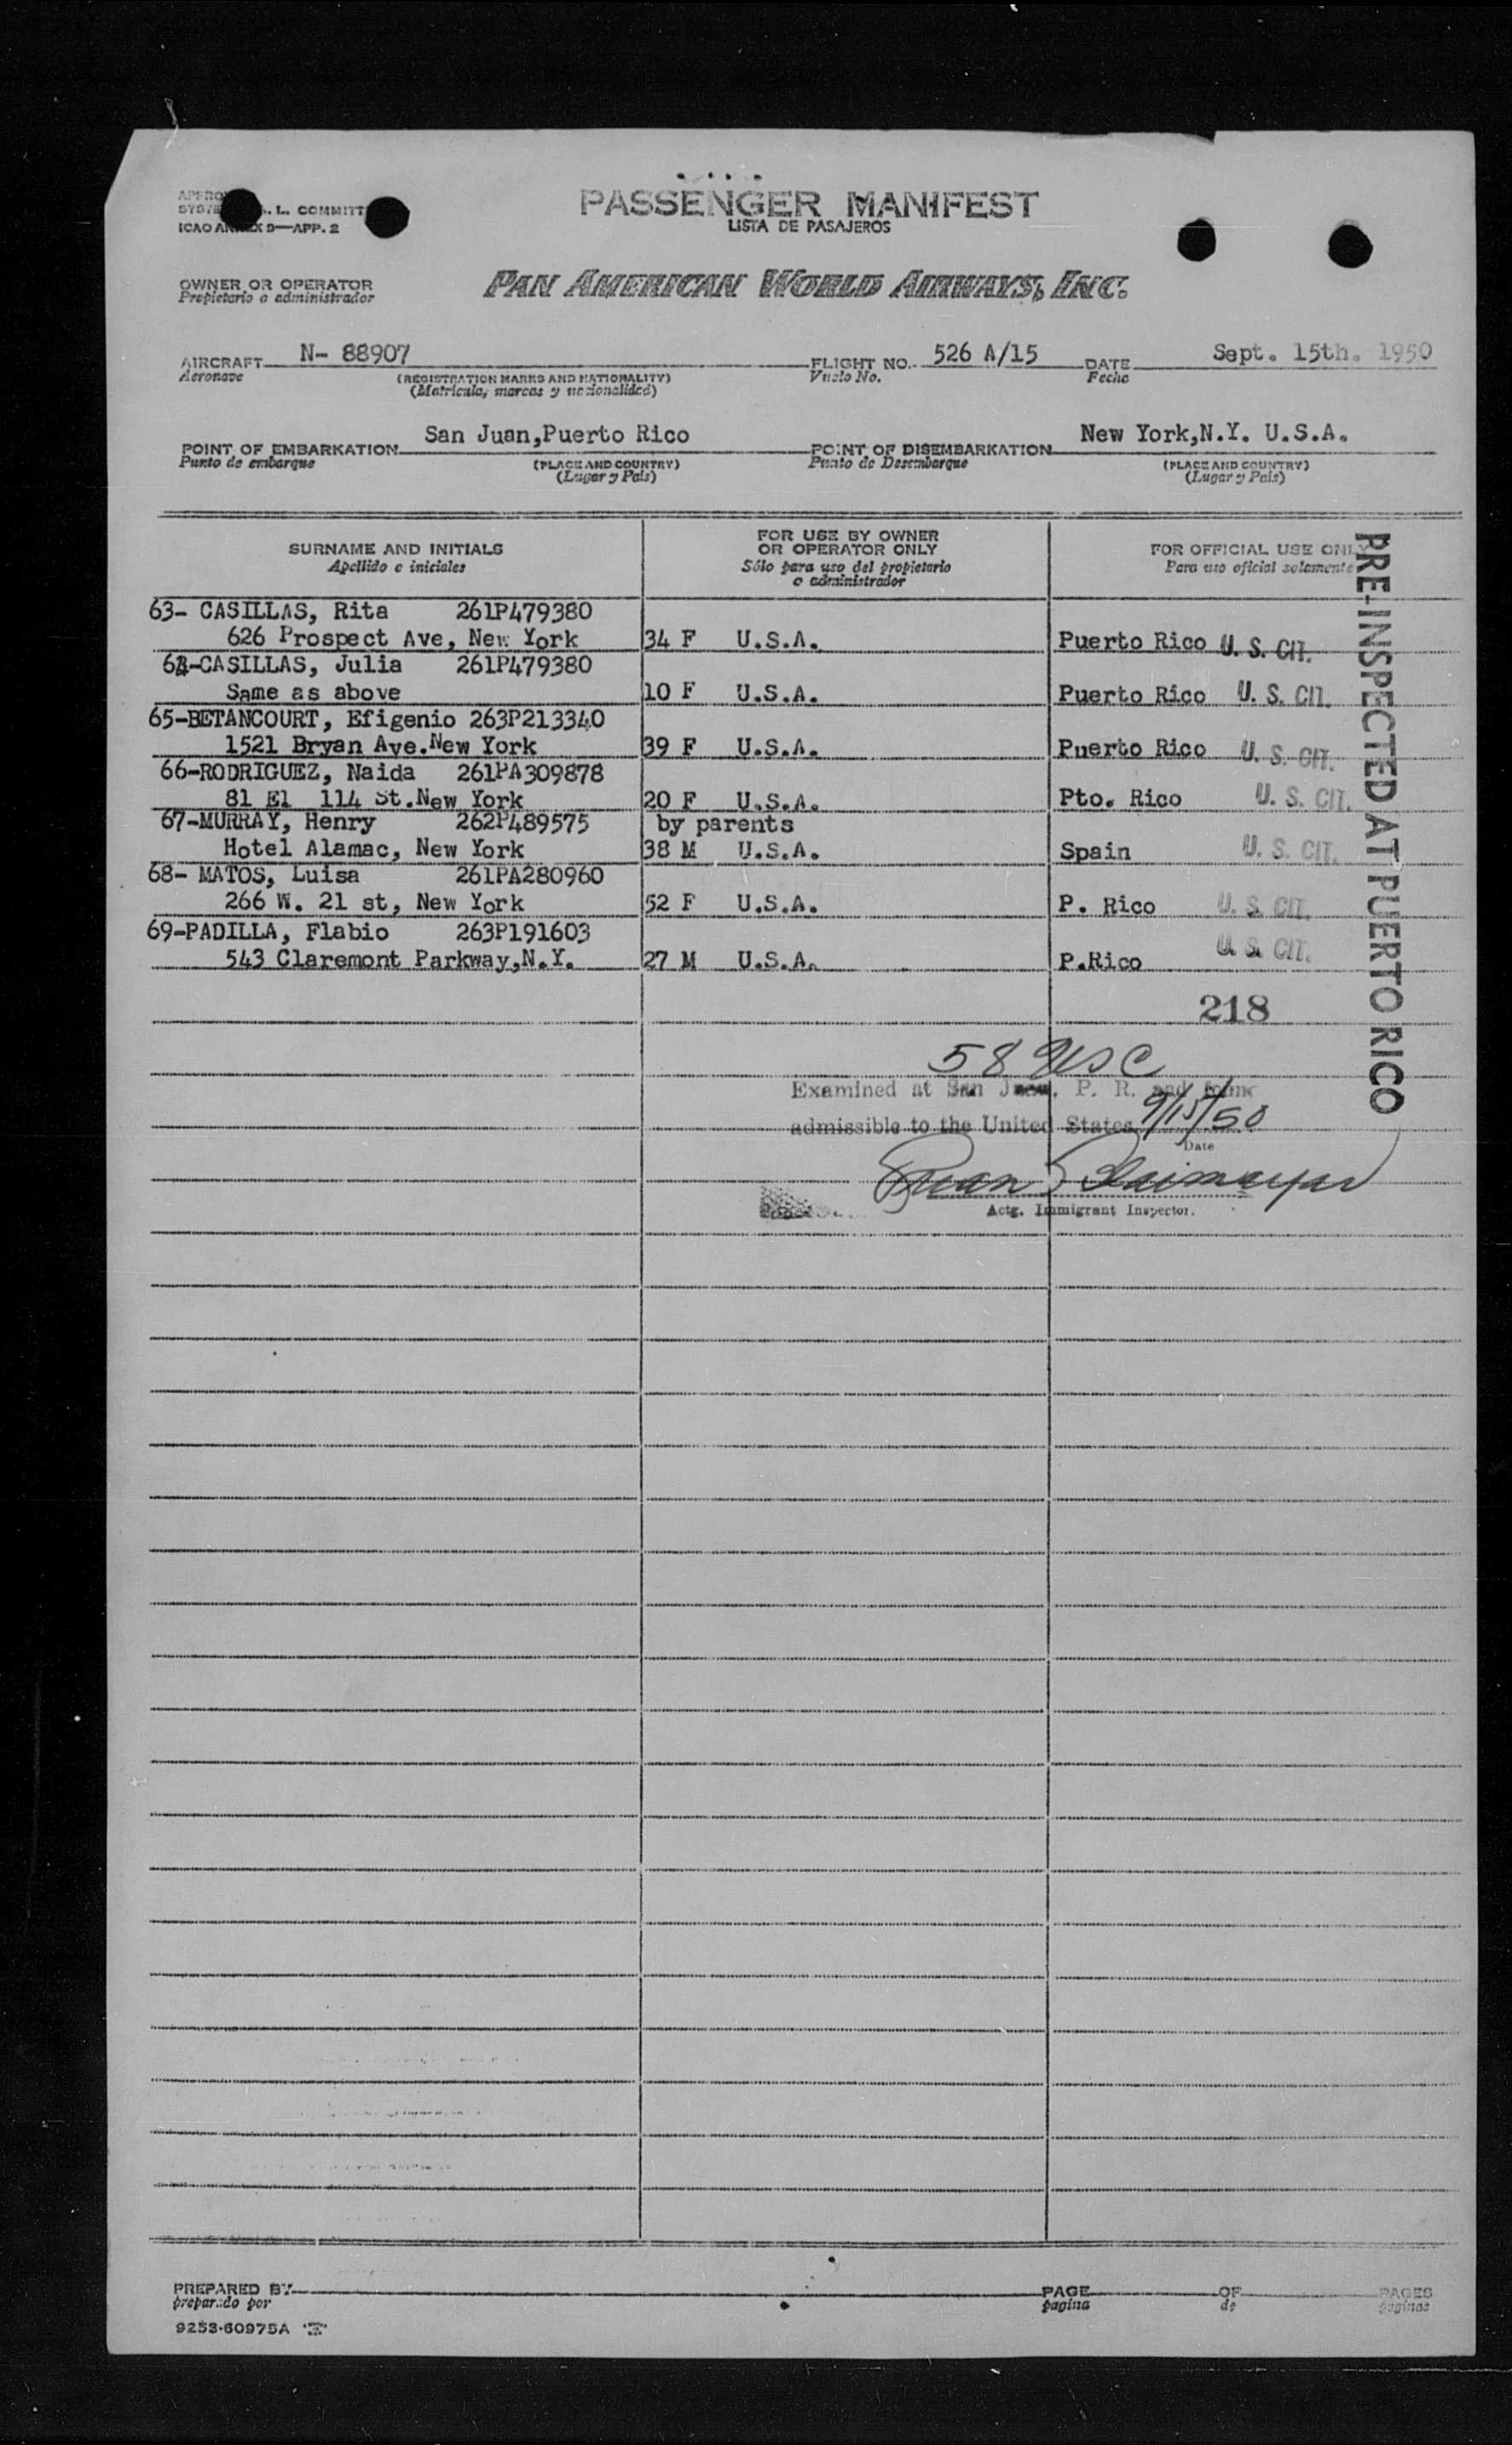 PASSENGER MANIFEST
LISTA DE PASAJEROS
L. COMMITT
ICAO ANNEX 9—APP. 2
OWNER OR OPERATOR
Propietario o administrador
PAN AMERICAN WORLD AIRWAYS, INC.
AIRCRAFT N- 88907 FLIGHT NO. 526 A/15 DATE Sept. 15th. 1950
Aeronave (REGISTRATION MARKS AND NATIONALITY) Vuelo No. Fecha
(Matricula, marcas y nacionalidad)
POINT OF EMBARKATION San Juan,Puerto Rico POINT OF DISEMBARKATION New York,N.Y. U.S.A.
Punto de embarque (PLACE AND COUNTRY) Punto de Desembarque (PLACE AND COUNTRY)
(Lugar y País) (Lugar y País)
SURNAME AND INITIALS
Apellido e iniciales
FOR USE BY OWNER
OR OPERATOR ONLY
Sólo para uso del propietario
o administrador
FOR OFFICIAL USE ONLY
Para uso oficial solamente
63- CASILLAS, Rita 261P479380
626 Prospect Ave, New York 34 F U.S.A. Puerto Rico U. S. CIT.
64-CASILLAS, Julia 261P479380
Same as above 10 F U.S.A. Puerto Rico U. S. CIT.
65-BETANCOURT, Efigenio 263P213340
1521 Bryan Ave.New York 39 F U.S.A. Puerto Rico U. S. CIT.
66-RODRIGUEZ, Naida 261PA309878
81 El 114 St.New York 20 F U.S.A. Pto. Rico U. S. CIT.
67-MURRAY, Henry 262P489575 by parents
Hotel Alamac, New York 38 M U.S.A. Spain U. S. CIT.
68- MATOS, Luisa 261PA280960
266 W. 21 st, New York 52 F U.S.A. P. Rico U. S. CIT.
69-PADILLA, Flabio 263P191603
543 Claremont Parkway,N.Y. 27 M U.S.A. P.Rico U. S. CIT.
PRE-INSPECTED AT PUERTO RICO
218
58 USC
Examined at San Juan, P. R. and found
admissible to the United States 9/15/50
Date
Juan
Actg. Immigrant Inspector.
PREPARED BY PAGE OF PAGES
preparado por pagina de paginas
9253-60975A